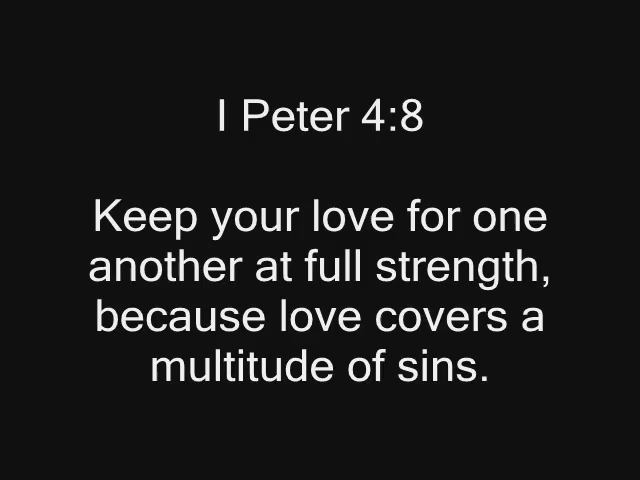 I Peter 4:8
Keep your love for one
another at full strength,
because love covers a
multitude of sins.